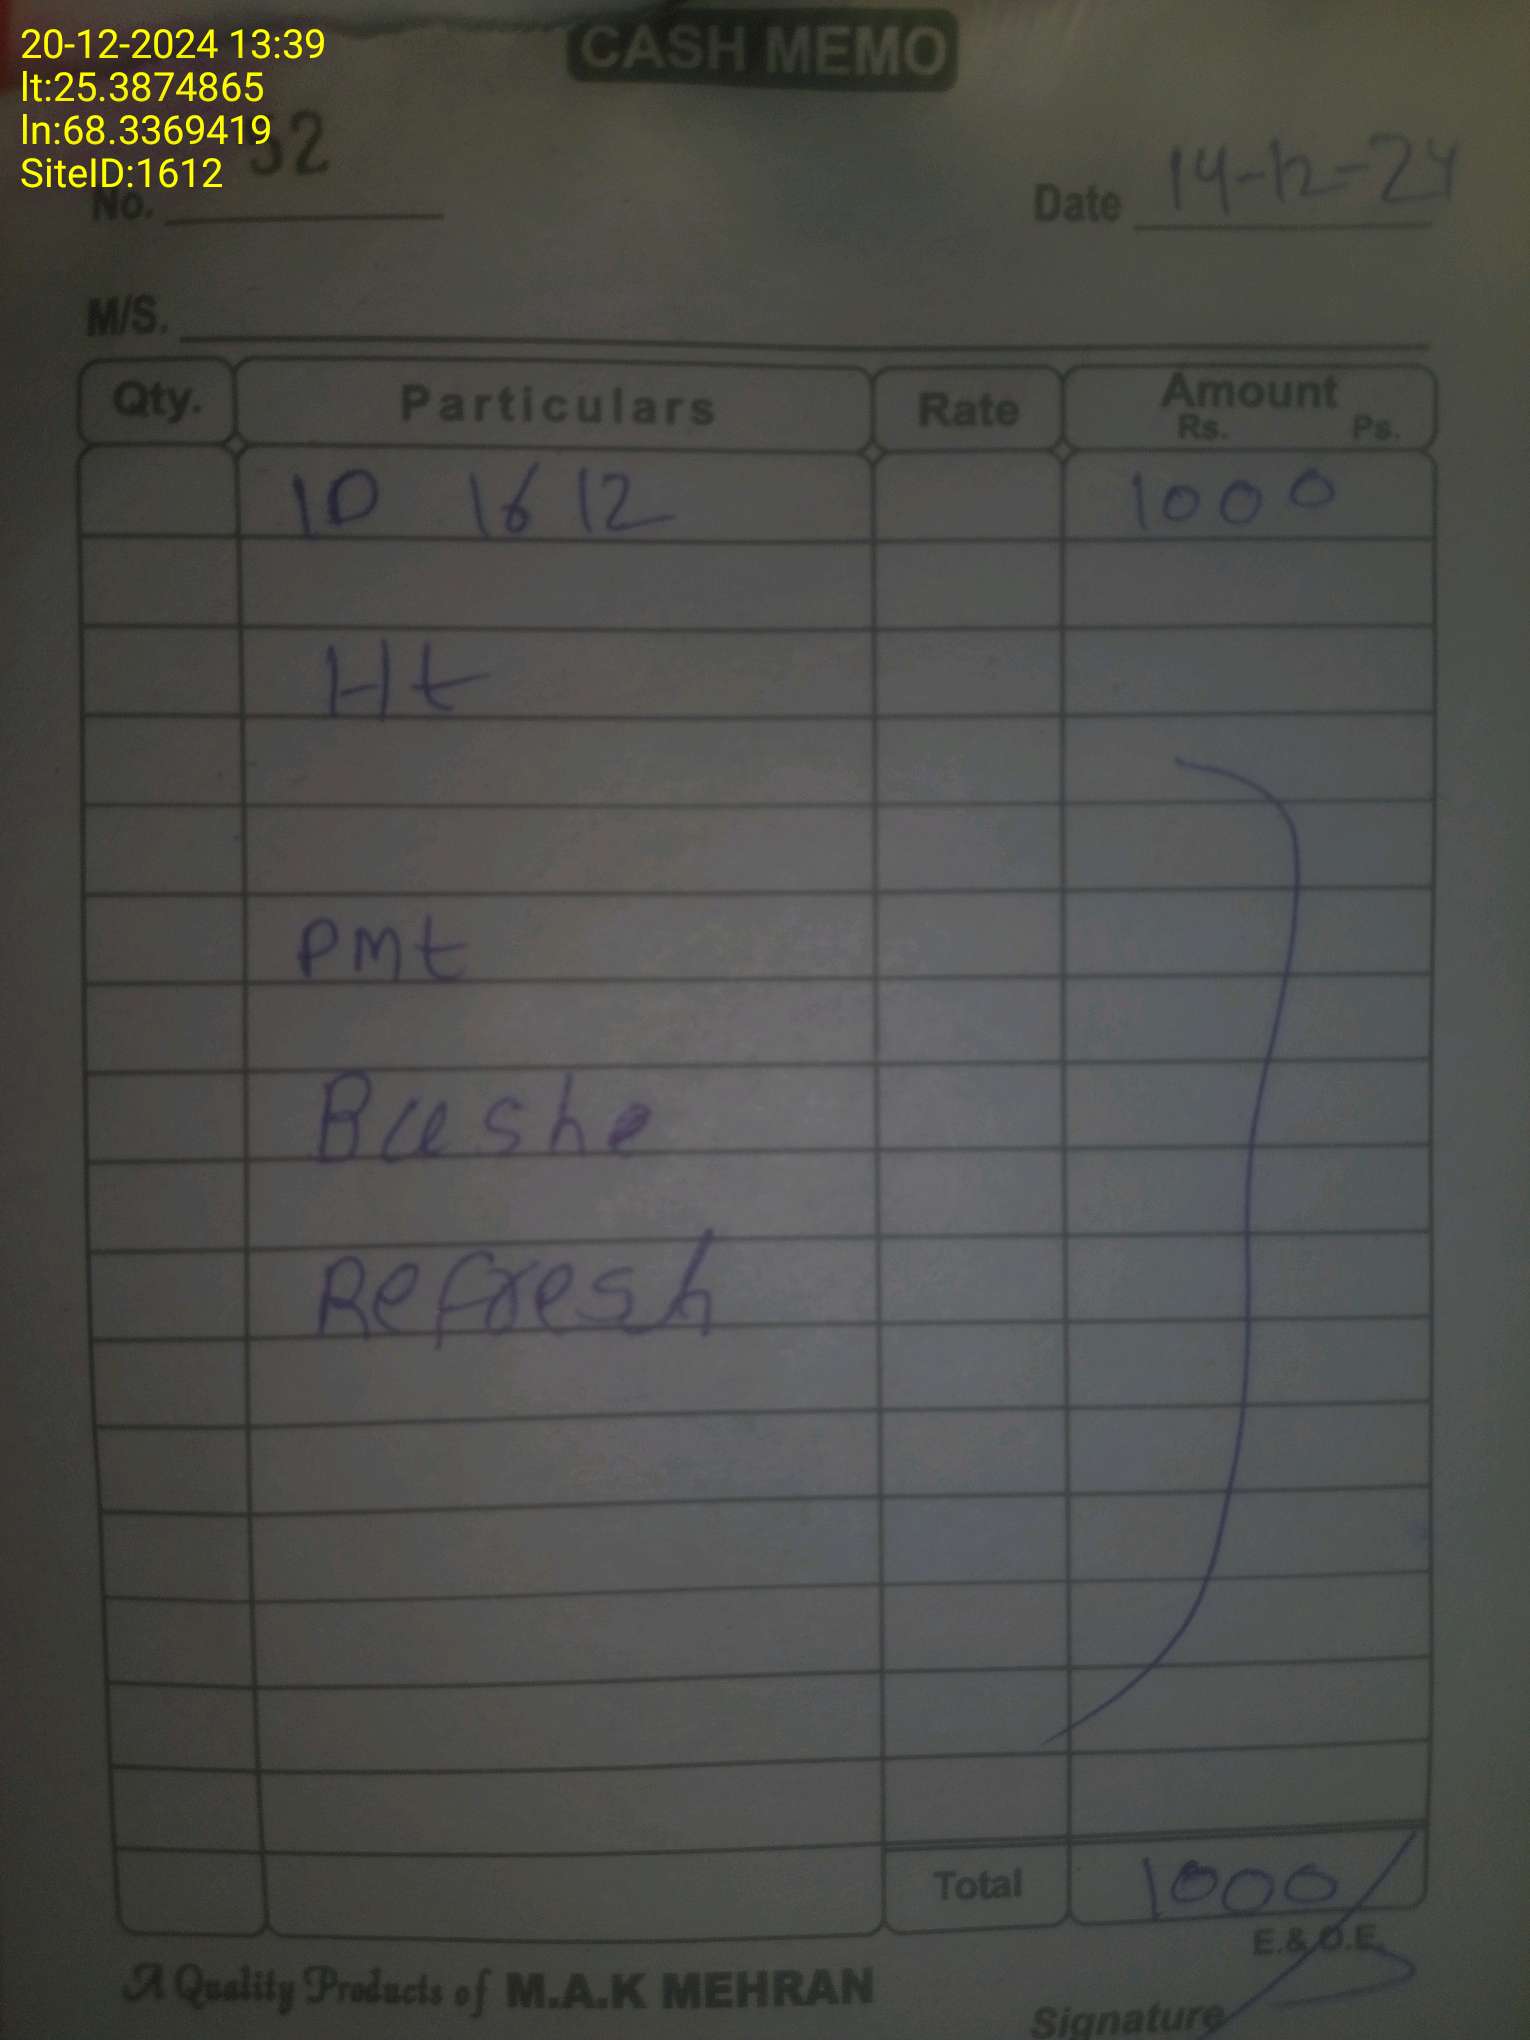 20-12-2024 13:39
lt:25.3874865
ln:68.3369419
SiteID:1612
CASH MEMO
No. 32
Date 14-12-24
M/S.
Qty. Particulars Rate Amount
Rs. Ps.
ID 1612 1000
Ht
PMt
Bushe
Refresh
Total 1000/
E.&.O.E.
A Quality Products of M.A.K MEHRAN
Signature